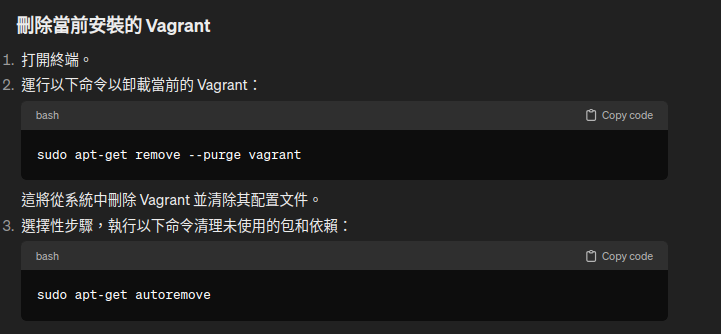 刪除當前安裝的 Vagrant
1. 打開終端。
2. 運行以下命令以卸載當前的 Vagrant：
bash Copy code
sudo apt-get remove --purge vagrant
這將從系統中刪除 Vagrant 並清除其配置文件。
3. 選擇性步驟，執行以下命令清理未使用的包和依賴：
bash Copy code
sudo apt-get autoremove